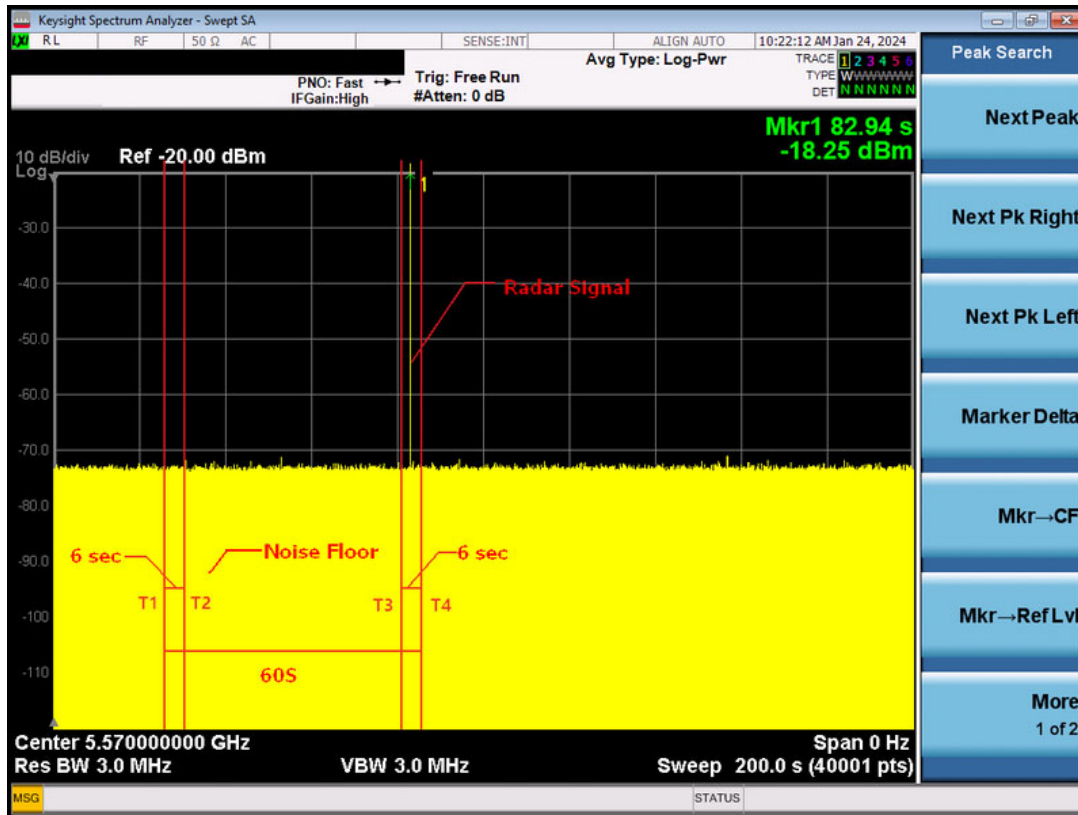 Keysight Spectrum Analyzer - Swept SA
LXI RL RF 50 Ω AC SENSE:INT ALIGN AUTO 10:22:12 AM Jan 24, 2024
PNO: Fast
IFGain:High
Trig: Free Run
#Atten: 0 dB
Avg Type: Log-Pwr
TRACE 1 2 3 4 5 6
TYPE WWWWWW
DET N N N N N N
Peak Search
Next Peak
Next Pk Right
Next Pk Left
Marker Delta
Mkr→CF
Mkr→Ref Lvl
More
1 of 2
Mkr1 82.94 s
-18.25 dBm
10 dB/div Ref -20.00 dBm
Log
1
-30.0
-40.0
Radar Signal
-50.0
-60.0
-70.0
-80.0
-90.0
6 sec Noise Floor 6 sec
T1 T2 T3 T4
-100
-110
60S
Center 5.570000000 GHz Span 0 Hz
Res BW 3.0 MHz VBW 3.0 MHz Sweep 200.0 s (40001 pts)
MSG STATUS